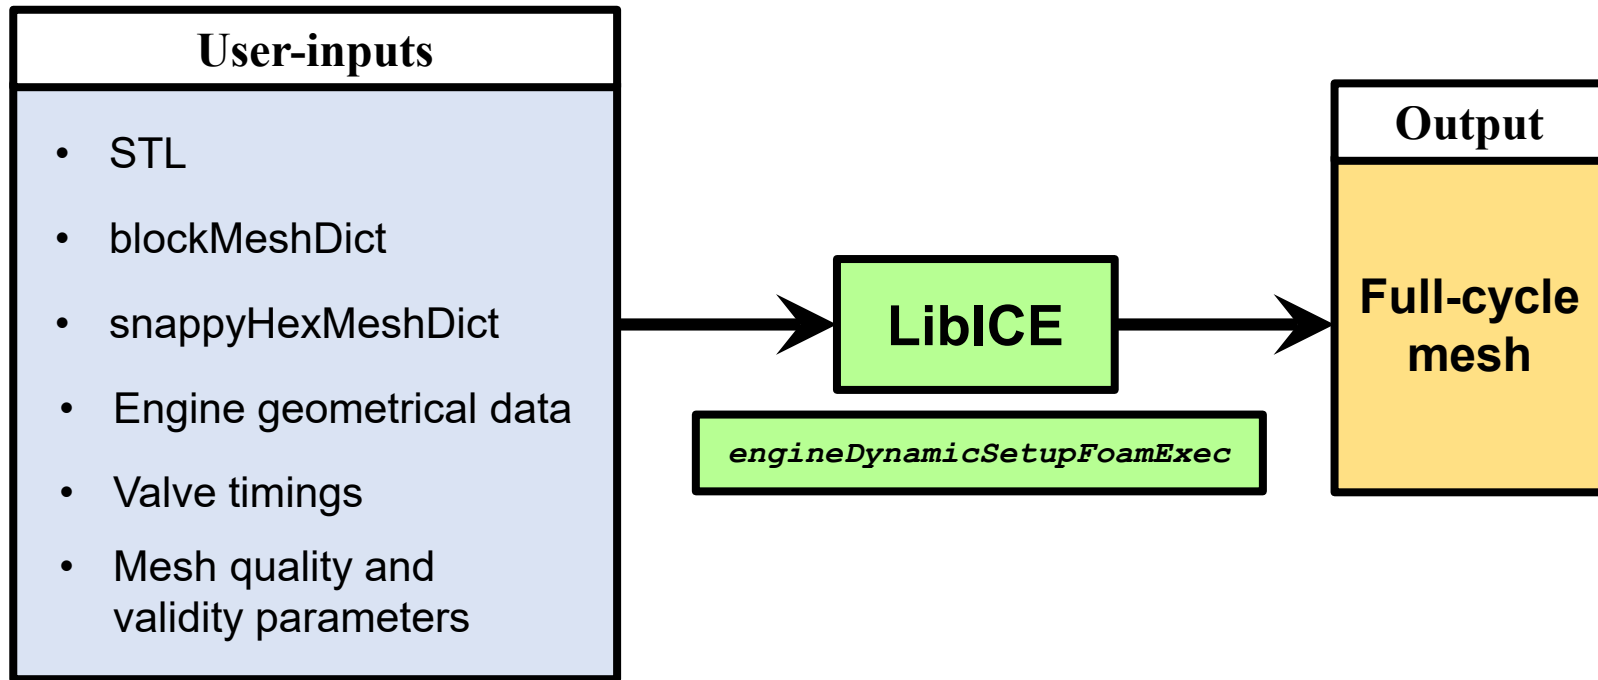 User-inputs
• STL
• blockMeshDict
• snappyHexMeshDict
• Engine geometrical data
• Valve timings
• Mesh quality and
validity parameters
LibICE
engineDynamicSetupFoamExec
Output
Full-cycle
mesh